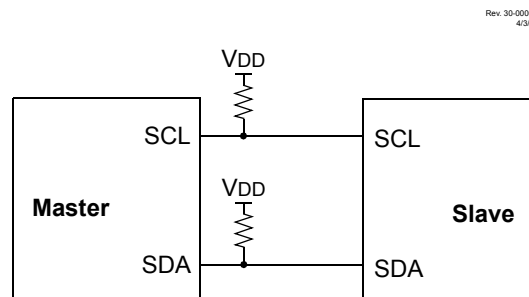 Rev. 30-000
4/3/
VDD
SCL
SCL
VDD
Master
Slave
SDA
SDA